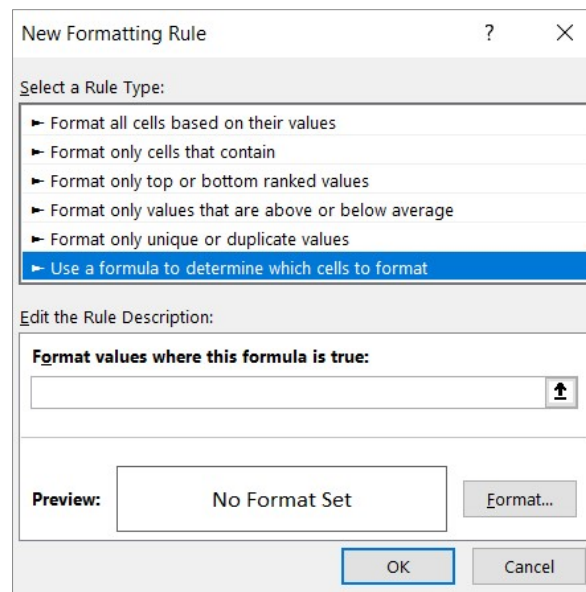 New Formatting Rule ? ×
Select a Rule Type:
► Format all cells based on their values
► Format only cells that contain
► Format only top or bottom ranked values
► Format only values that are above or below average
► Format only unique or duplicate values
► Use a formula to determine which cells to format
Edit the Rule Description:
Format values where this formula is true:
Preview: No Format Set Format...
OK Cancel